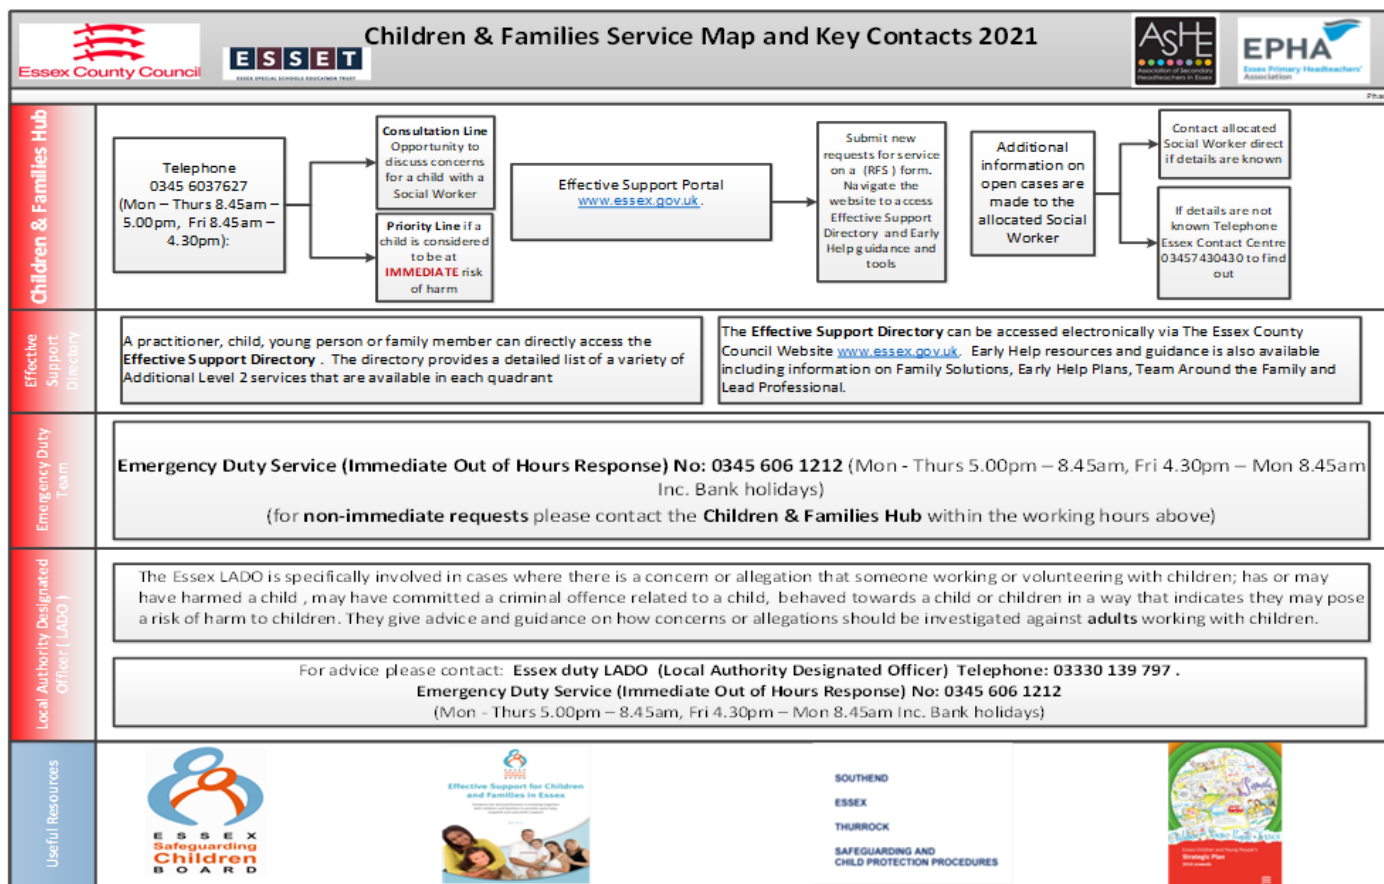 Children & Families Service Map and Key Contacts 2021
Essex County Council
ESSET
ESSEX SPECIAL SCHOOLS EDUCATION TRUST
ASHE
Association of Secondary
Headteachers in Essex
EPHA
Essex Primary Headteachers'
Association
Phar
Children & Families Hub
Telephone
0345 6037627
(Mon – Thurs 8.45am –
5.00pm, Fri 8.45am –
4.30pm):
Consultation Line
Opportunity to
discuss concerns
for a child with a
Social Worker
Priority Line if a
child is considered
to be at
IMMEDIATE risk
of harm
Effective Support Portal
www.essex.gov.uk .
Submit new
requests for service
on a (RFS ) form.
Navigate the
website to access
Effective Support
Directory and Early
Help guidance and
tools
Additional
information on
open cases are
made to the
allocated Social
Worker
Contact allocated
Social Worker direct
if details are known
If details are not
known Telephone
Essex Contact Centre
03457430430 to find
out
Effective
Support
Directory
A practitioner, child, young person or family member can directly access the
Effective Support Directory . The directory provides a detailed list of a variety of
Additional Level 2 services that are available in each quadrant
The Effective Support Directory can be accessed electronically via The Essex County
Council Website www.essex.gov.uk. Early Help resources and guidance is also available
including information on Family Solutions, Early Help Plans, Team Around the Family and
Lead Professional.
Emergency Duty
Team
Emergency Duty Service (Immediate Out of Hours Response) No: 0345 606 1212 (Mon - Thurs 5.00pm – 8.45am, Fri 4.30pm – Mon 8.45am
Inc. Bank holidays)
(for non-immediate requests please contact the Children & Families Hub within the working hours above)
Local Authority Designated
Officer ( LADO )
The Essex LADO is specifically involved in cases where there is a concern or allegation that someone working or volunteering with children; has or may
have harmed a child , may have committed a criminal offence related to a child, behaved towards a child or children in a way that indicates they may pose
a risk of harm to children. They give advice and guidance on how concerns or allegations should be investigated against adults working with children.
For advice please contact: Essex duty LADO (Local Authority Designated Officer) Telephone: 03330 139 797 .
Emergency Duty Service (Immediate Out of Hours Response) No: 0345 606 1212
(Mon - Thurs 5.00pm – 8.45am, Fri 4.30pm – Mon 8.45am Inc. Bank holidays)
Useful Resources
ESSEX
Safeguarding
Children
BOARD
Effective Support for Children
and Families in Essex
SOUTHEND
ESSEX
THURROCK
SAFEGUARDING AND
CHILD PROTECTION PROCEDURES
Essex Children and Young People's
Strategic Plan